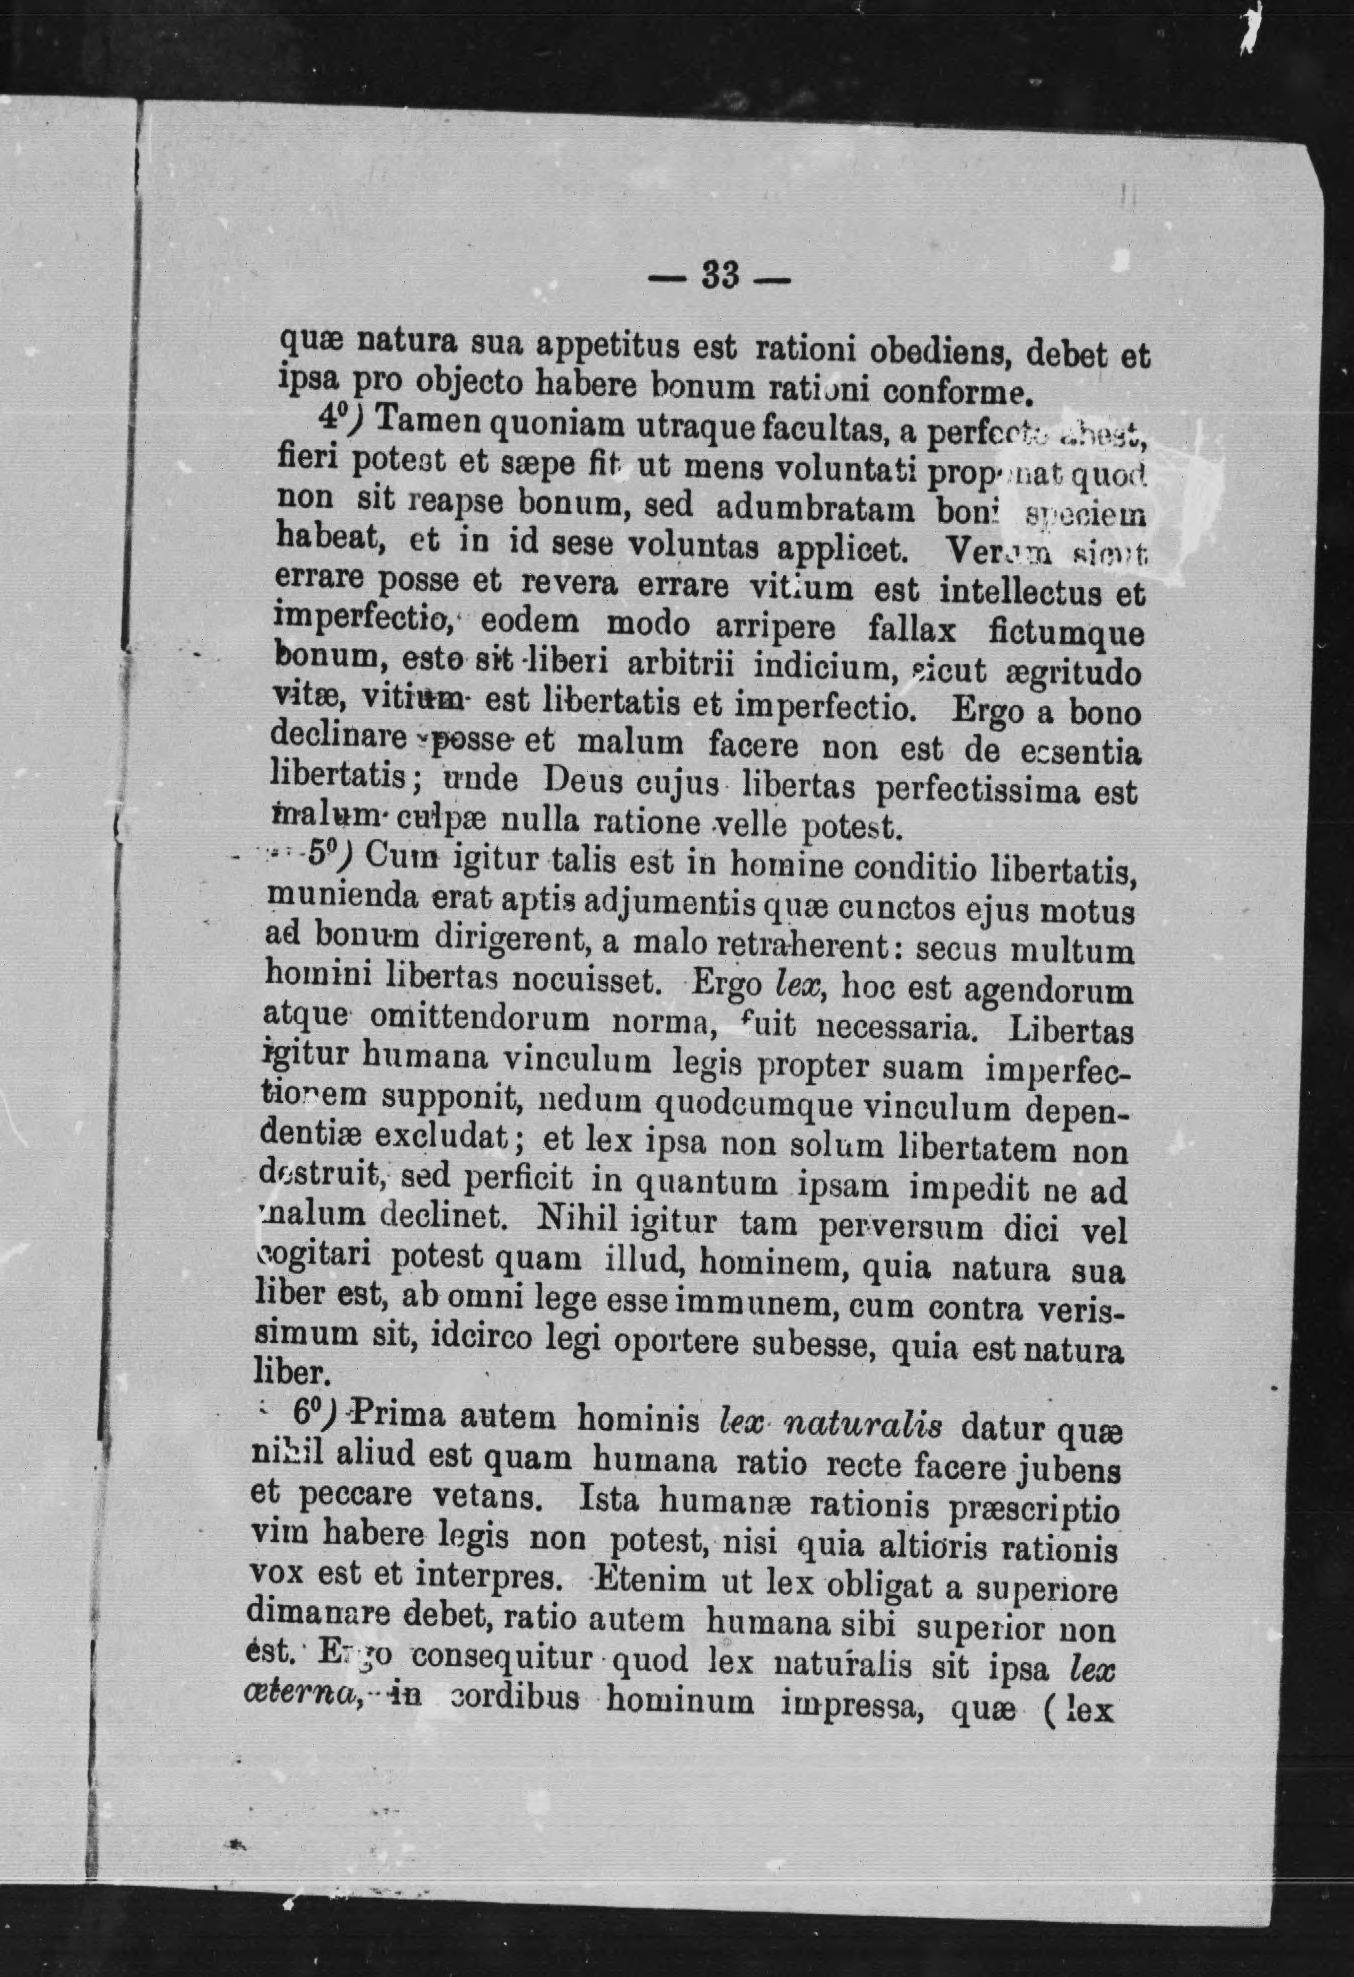 — 33 —
quæ natura sua appetitus est rationi obediens, debet et
ipsa pro objecto habere bonum rationi conforme.
4⁰) Tamen quoniam utraque facultas, a perfecto abest,
fieri potest et sæpe fit ut mens voluntati proponat quod
non sit reapse bonum, sed adumbratam boni speciem
habeat, et in id sese voluntas applicet. Verum sicut
errare posse et revera errare vitium est intellectus et
imperfectio, eodem modo arripere fallax fictumque
bonum, esto sit liberi arbitrii indicium, sicut ægritudo
vitæ, vitium est libertatis et imperfectio. Ergo a bono
declinare posse et malum facere non est de essentia
libertatis; unde Deus cujus libertas perfectissima est
malum culpæ nulla ratione velle potest.
5⁰) Cum igitur talis est in homine conditio libertatis,
munienda erat aptis adjumentis quæ cunctos ejus motus
ad bonum dirigerent, a malo retraherent: secus multum
homini libertas nocuisset. Ergo lex, hoc est agendorum
atque omittendorum norma, fuit necessaria. Libertas
igitur humana vinculum legis propter suam imperfec-
tionem supponit, nedum quodcumque vinculum depen-
dentiæ excludat; et lex ipsa non solum libertatem non
destruit, sed perficit in quantum ipsam impedit ne ad
malum declinet. Nihil igitur tam perversum dici vel
cogitari potest quam illud, hominem, quia natura sua
liber est, ab omni lege esse immunem, cum contra veris-
simum sit, idcirco legi oportere subesse, quia est natura
liber.
6⁰) Prima autem hominis lex naturalis datur quæ
nihil aliud est quam humana ratio recte facere jubens
et peccare vetans. Ista humanæ rationis præscriptio
vim habere legis non potest, nisi quia altioris rationis
vox est et interpres. Etenim ut lex obligat a superiore
dimanare debet, ratio autem humana sibi superior non
est. Ergo consequitur quod lex naturalis sit ipsa lex
æterna, in cordibus hominum impressa, quæ (lex